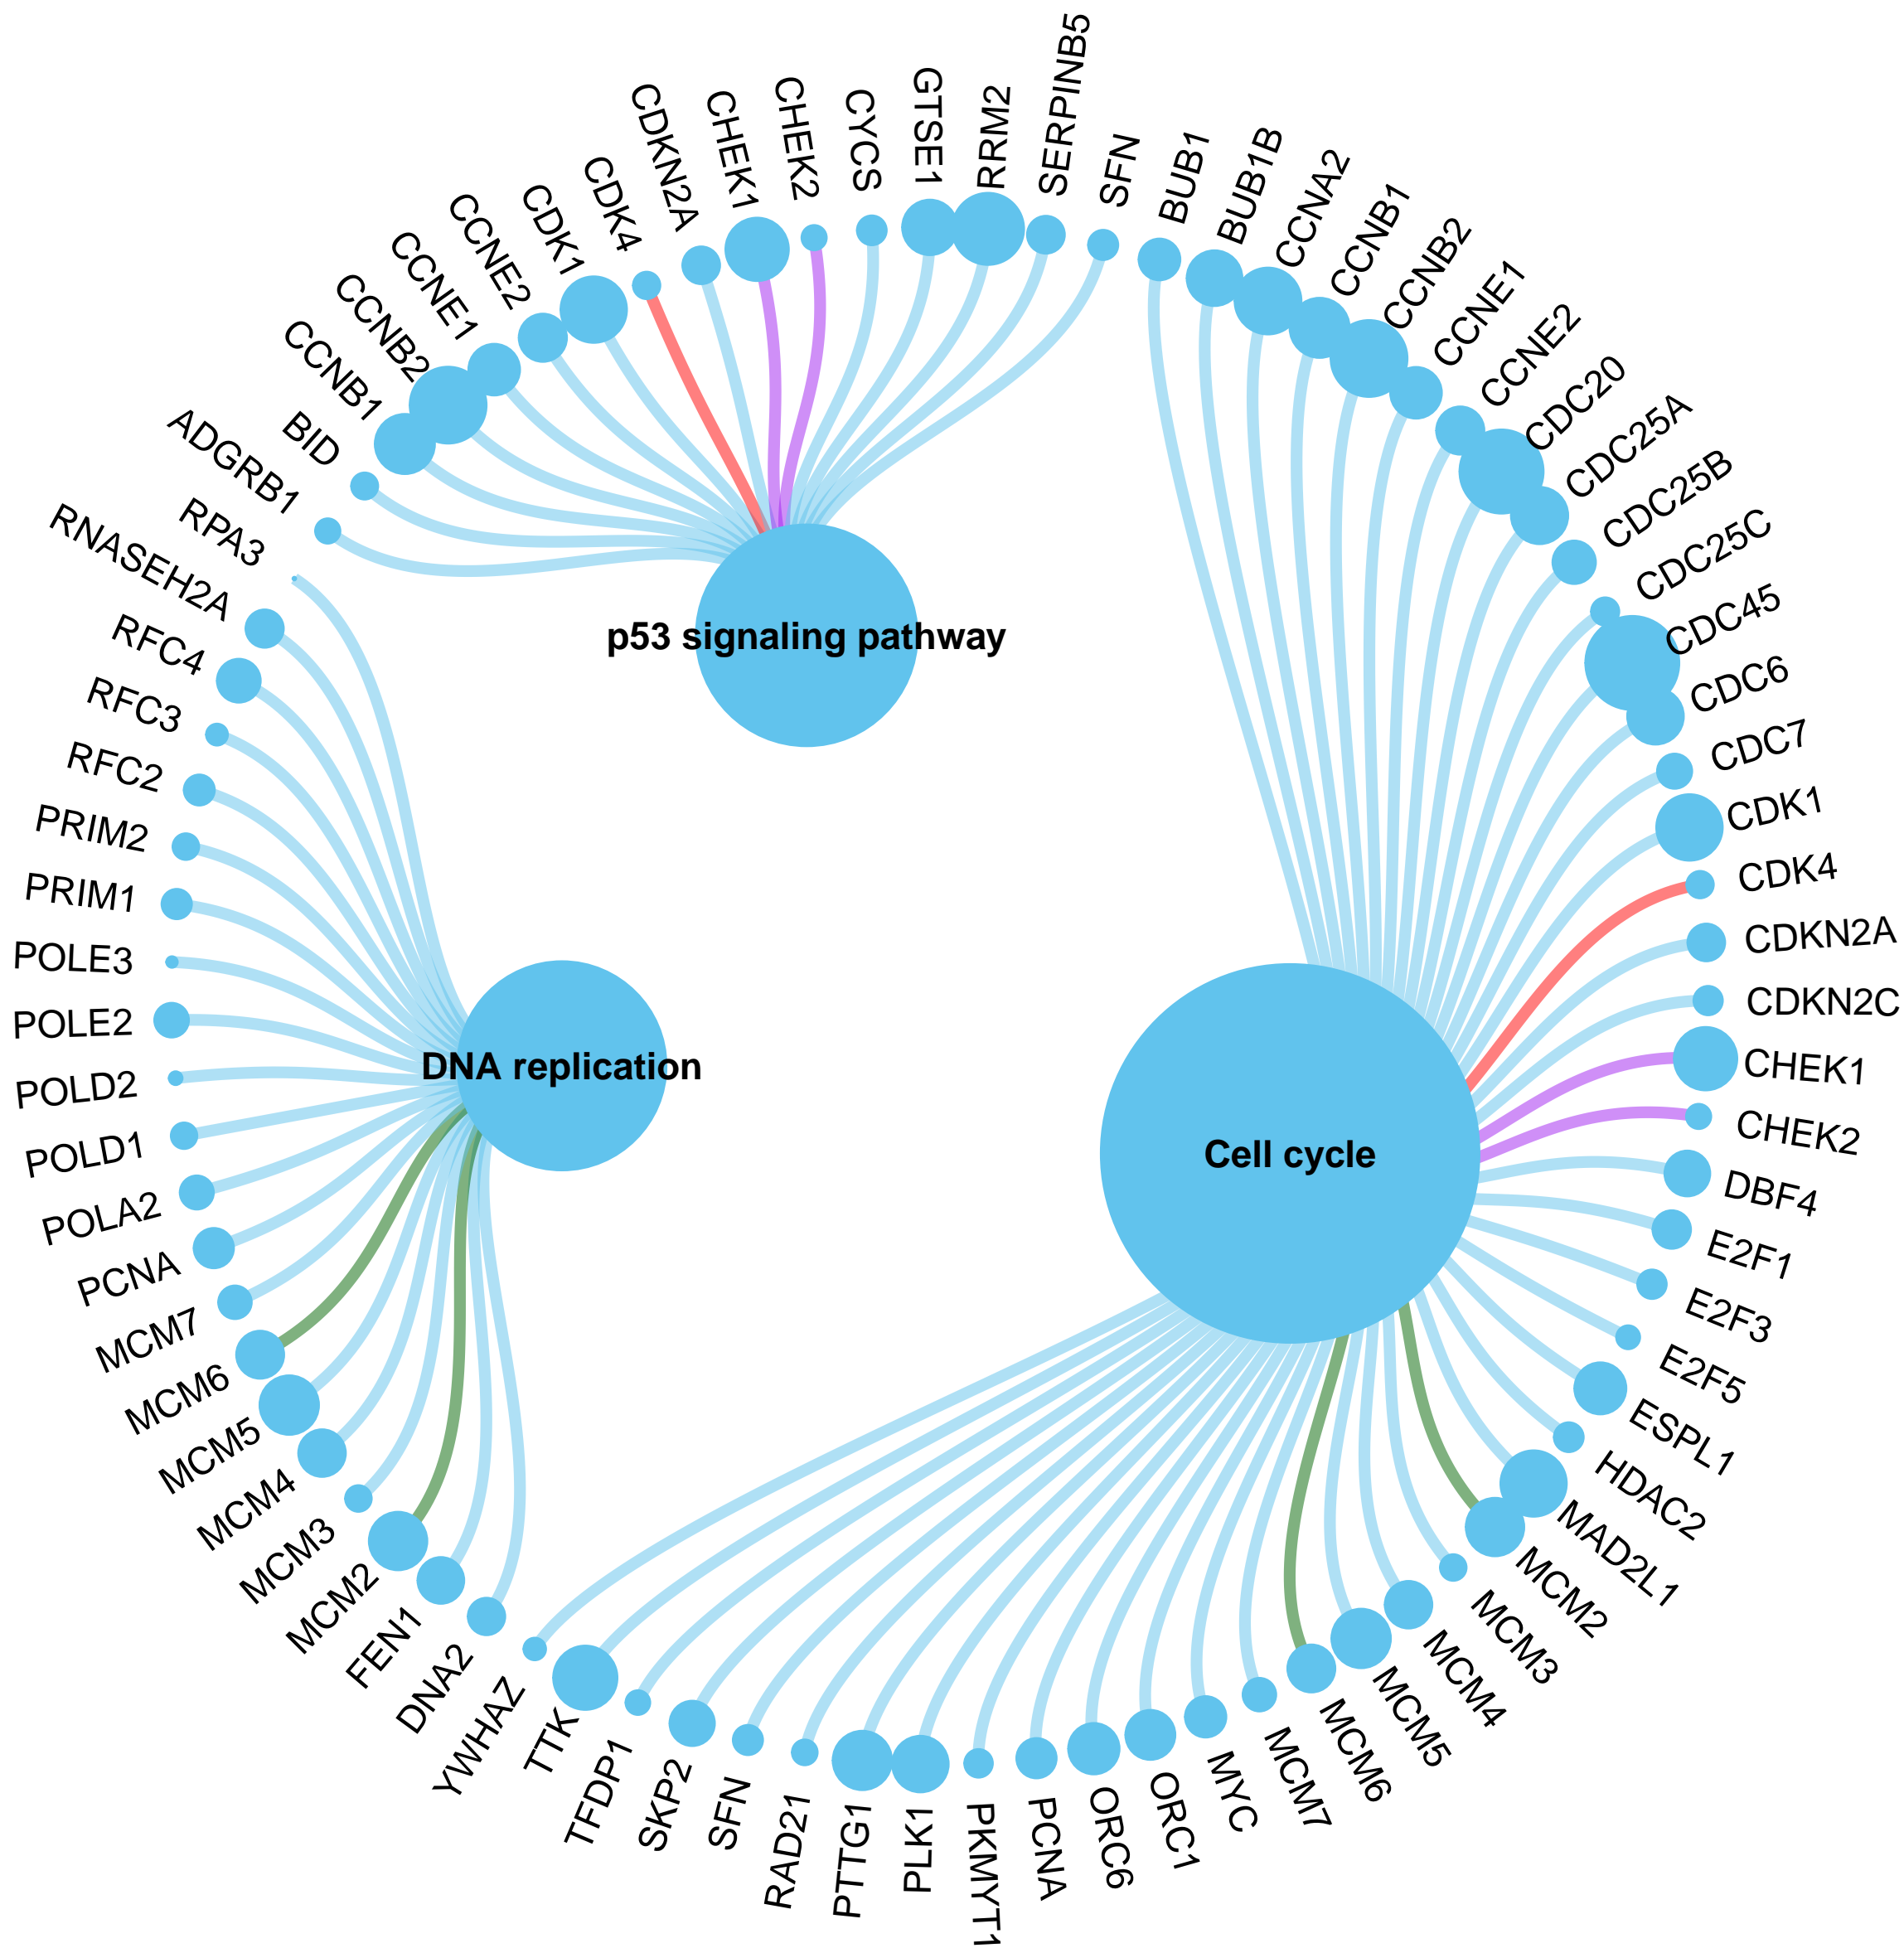 ADGRB1
BID
CCNB1
CCNB2
CCNE1
CCNE2
CDK1
CDK4
CDKN2A
CHEK1
CHEK2
CYCS
GTSE1
RRM2
SERPINB5
SFN
BUB1
BUB1B
CCNA2
CCNB1
CCNB2
CCNE1
CCNE2
CDC20
CDC25A
CDC25B
CDC25C
CDC45
CDC6
CDC7
CDK1
CDK4
CDKN2A
CDKN2C
CHEK1
CHEK2
DBF4
E2F1
E2F3
E2F5
ESPL1
HDAC2
MAD2L1
MCM2
MCM3
MCM4
MCM5
MCM6
MCM7
MYC
ORC1
ORC6
PCNA
PKMYT1
PLK1
PTTG1
RAD21
SFN
SKP2
TFDP1
TTK
YWHAZ
DNA2
FEN1
MCM2
MCM3
MCM4
MCM5
MCM6
MCM7
PCNA
POLA2
POLD1
POLD2
POLE2
POLE3
PRIM1
PRIM2
RFC2
RFC3
RFC4
RNASEH2A
RPA3
p53 signaling pathway
DNA replication
Cell cycle